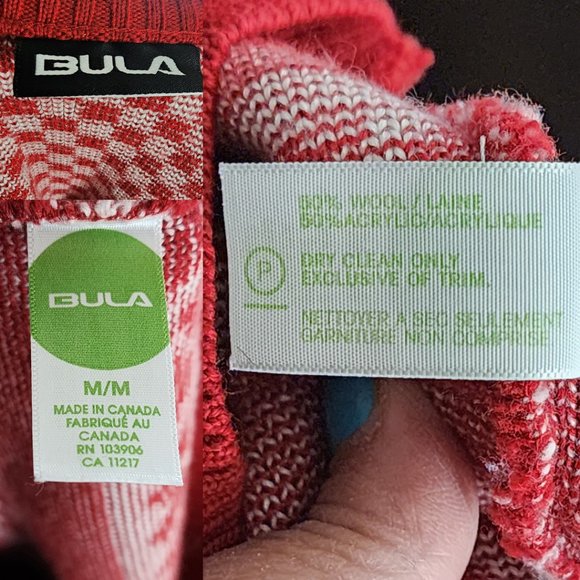 BULA
BULA
M/M
MADE IN CANADA
FABRIQUÉ AU
CANADA
RN 103906
CA 11217
50% WOOL / LAINE
50% ACRYLIC/ACRYLIQUE
P
DRY CLEAN ONLY
EXCLUSIVE OF TRIM.
NETTOYER A SEC SEULEMENT
GARNITURE NON COMPRISE